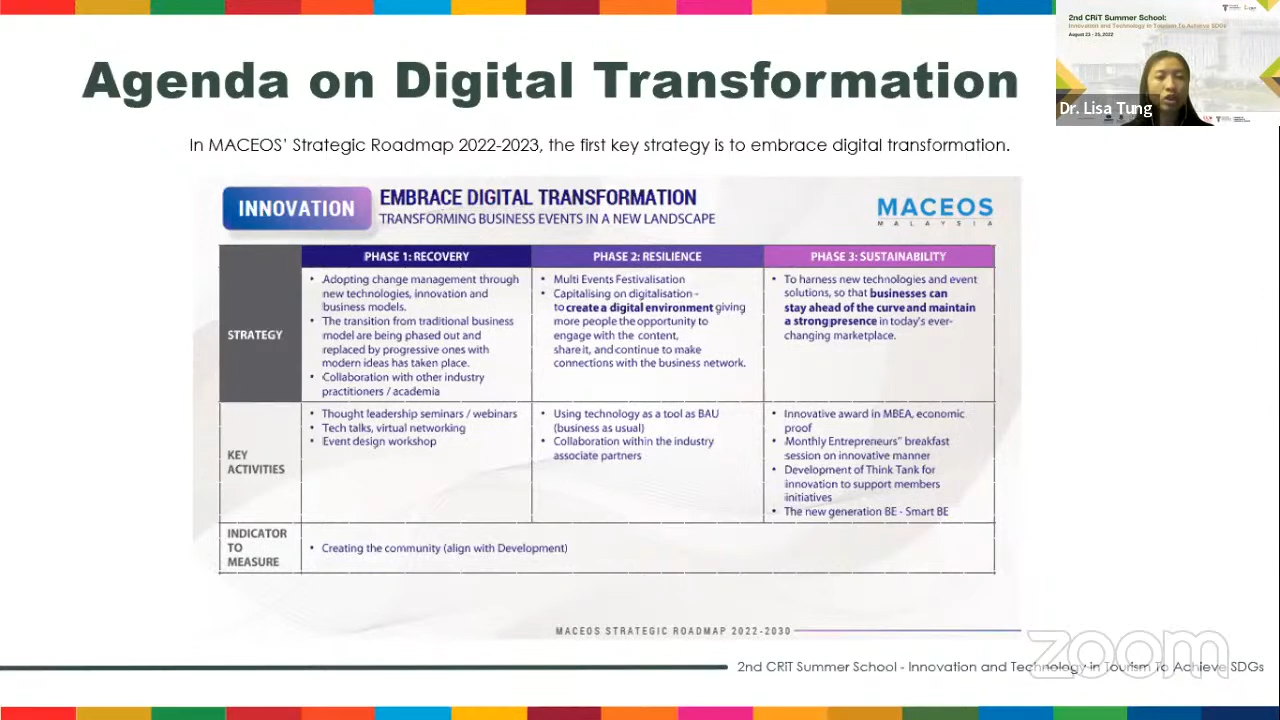 2nd CRiT Summer School:
Innovation and Technology in Tourism To Achieve SDGs
August 23 - 25, 2022
Dr. Lisa Tung
Agenda on Digital Transformation
In MACEOS’ Strategic Roadmap 2022-2023, the first key strategy is to embrace digital transformation.
INNOVATION
EMBRACE DIGITAL TRANSFORMATION
TRANSFORMING BUSINESS EVENTS IN A NEW LANDSCAPE
MACEOS
MALAYSIA
PHASE 1: RECOVERY
PHASE 2: RESILIENCE
PHASE 3: SUSTAINABILITY
STRATEGY
• Adopting change management through
new technologies, innovation and
business models.
• The transition from traditional business
model are being phased out and
replaced by progressive ones with
modern ideas has taken place.
• Collaboration with other industry
practitioners / academia
• Multi Events Festivalisation
• Capitalising on digitalisation -
to create a digital environment giving
more people the opportunity to
engage with the content,
share it, and continue to make
connections with the business network.
• To harness new technologies and event
solutions, so that businesses can
stay ahead of the curve and maintain
a strong presence in today's ever-
changing marketplace.
KEY
ACTIVITIES
• Thought leadership seminars / webinars
• Tech talks, virtual networking
• Event design workshop
• Using technology as a tool as BAU
(business as usual)
• Collaboration within the industry
associate partners
• Innovative award in MBEA, economic
proof
• "Monthly Entrepreneurs" breakfast
session on innovative manner
• Development of Think Tank for
innovation to support members
initiatives
• The new generation BE - Smart BE
INDICATOR
TO
MEASURE
• Creating the community (align with Development)
MACEOS STRATEGIC ROADMAP 2022-2030
zoom
2nd CRiT Summer School - Innovation and Technology in Tourism To Achieve SDGs